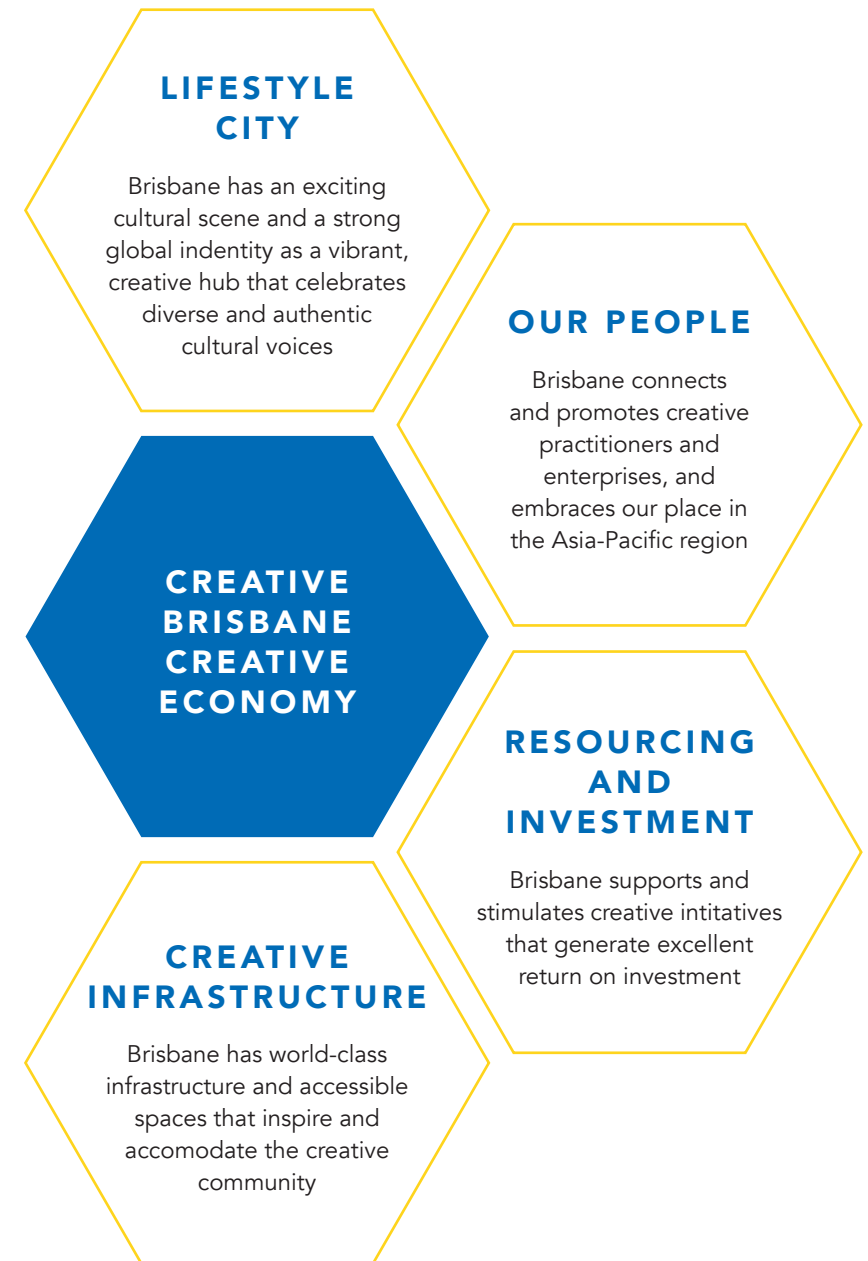 LIFESTYLE
CITY
Brisbane has an exciting
cultural scene and a strong
global indentity as a vibrant,
creative hub that celebrates
diverse and authentic
cultural voices
OUR PEOPLE
Brisbane connects
and promotes creative
practitioners and
enterprises, and
embraces our place in
the Asia-Pacific region
CREATIVE
BRISBANE
CREATIVE
ECONOMY
RESOURCING
AND
INVESTMENT
Brisbane supports and
stimulates creative intitatives
that generate excellent
return on investment
CREATIVE
INFRASTRUCTURE
Brisbane has world-class
infrastructure and accessible
spaces that inspire and
accomodate the creative
community